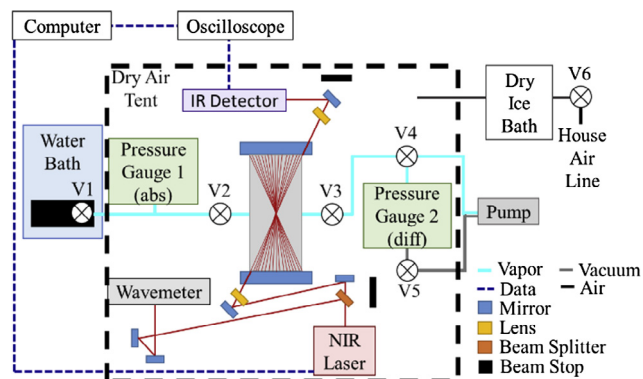 Computer
Oscilloscope
Dry Air
Tent
IR Detector
Dry
Ice
Bath
V6
House
Air
Line
Water
Bath
V1
Pressure
Gauge 1
(abs)
V2
V3
V4
Pressure
Gauge 2
(diff)
V5
Pump
Wavemeter
NIR
Laser
Vapor
Vacuum
Data
Air
Mirror
Lens
Beam Splitter
Beam Stop